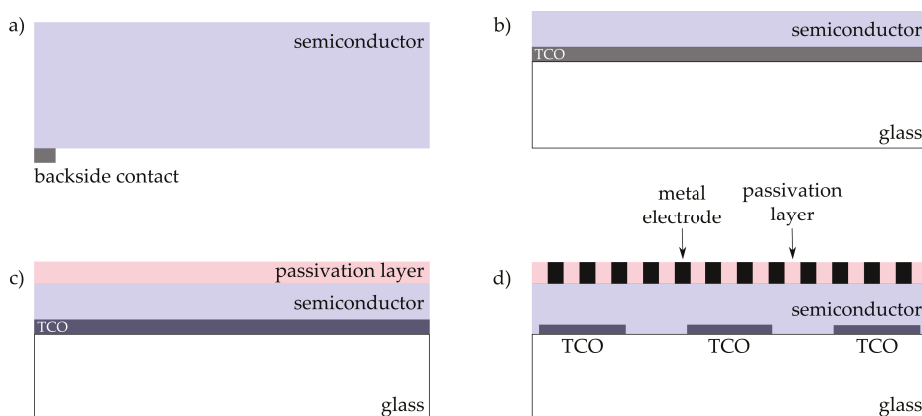 a)
semiconductor
backside contact
b)
semiconductor
TCO
glass
c)
passivation layer
semiconductor
TCO
glass
metal
electrode
passivation
layer
d)
semiconductor
TCO
TCO
TCO
glass